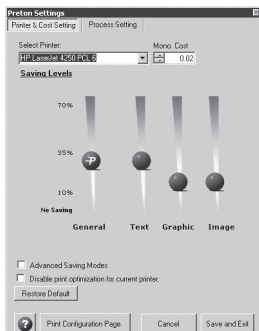 Preton Settings
Printer & Cost Setting Process Setting
Select Printer: Mono. Cost
HP LaserJet 4250 PCL 6 0.02
Saving Levels
70%
35%
10%
No Saving
General Text Graphic Image
Advanced Saving Modes
Disable print optimization for current printer.
Restore Default
? Print Configuration Page. Cancel Save and Exit